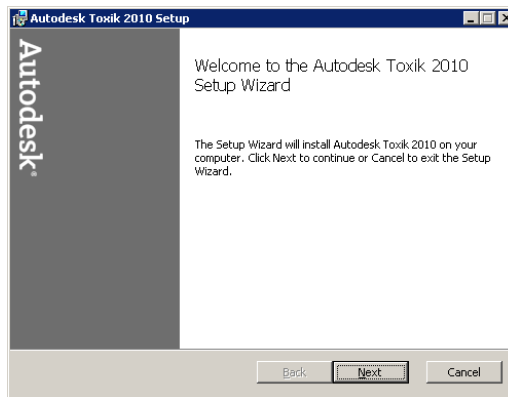 Autodesk Toxik 2010 Setup
Autodesk®
Welcome to the Autodesk Toxik 2010
Setup Wizard
The Setup Wizard will install Autodesk Toxik 2010 on your
computer. Click Next to continue or Cancel to exit the Setup
Wizard.
Back Next Cancel